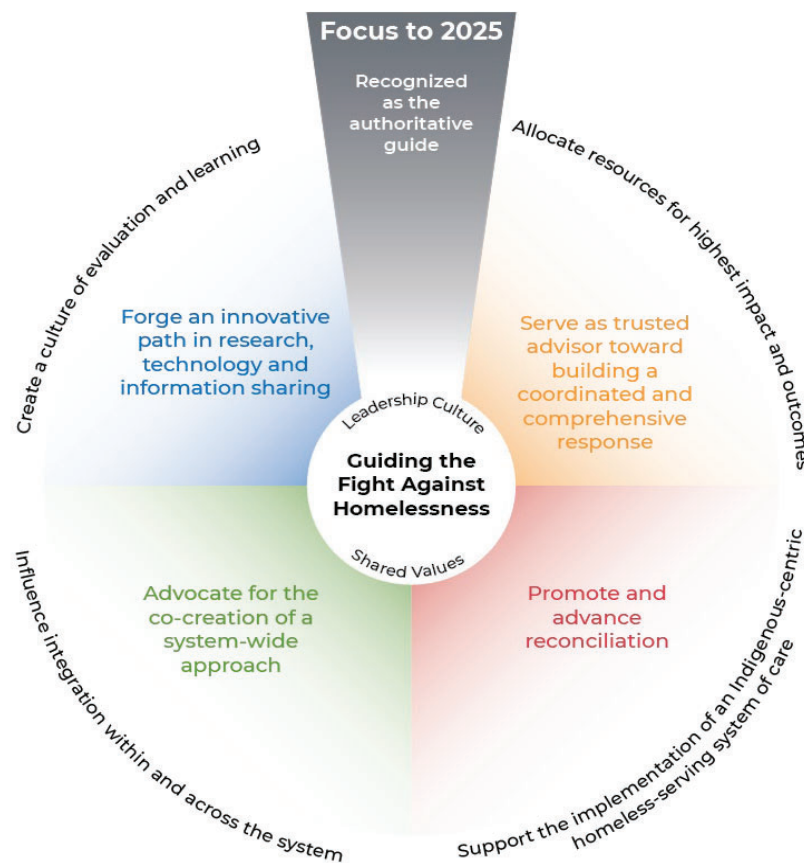 Focus to 2025
Recognized
as the
authoritative
guide
Create a culture of evaluation and learning
Allocate resources for highest impact and outcomes
Forge an innovative
path in research,
technology and
information sharing
Serve as trusted
advisor toward
building a
coordinated and
comprehensive
response
Leadership Culture
Guiding the
Fight Against
Homelessness
Shared Values
Advocate for the
co-creation of a
system-wide
approach
Promote and
advance
reconciliation
Influence integration within and across the system
Support the implementation of an Indigenous-centric
homeless-serving system of care